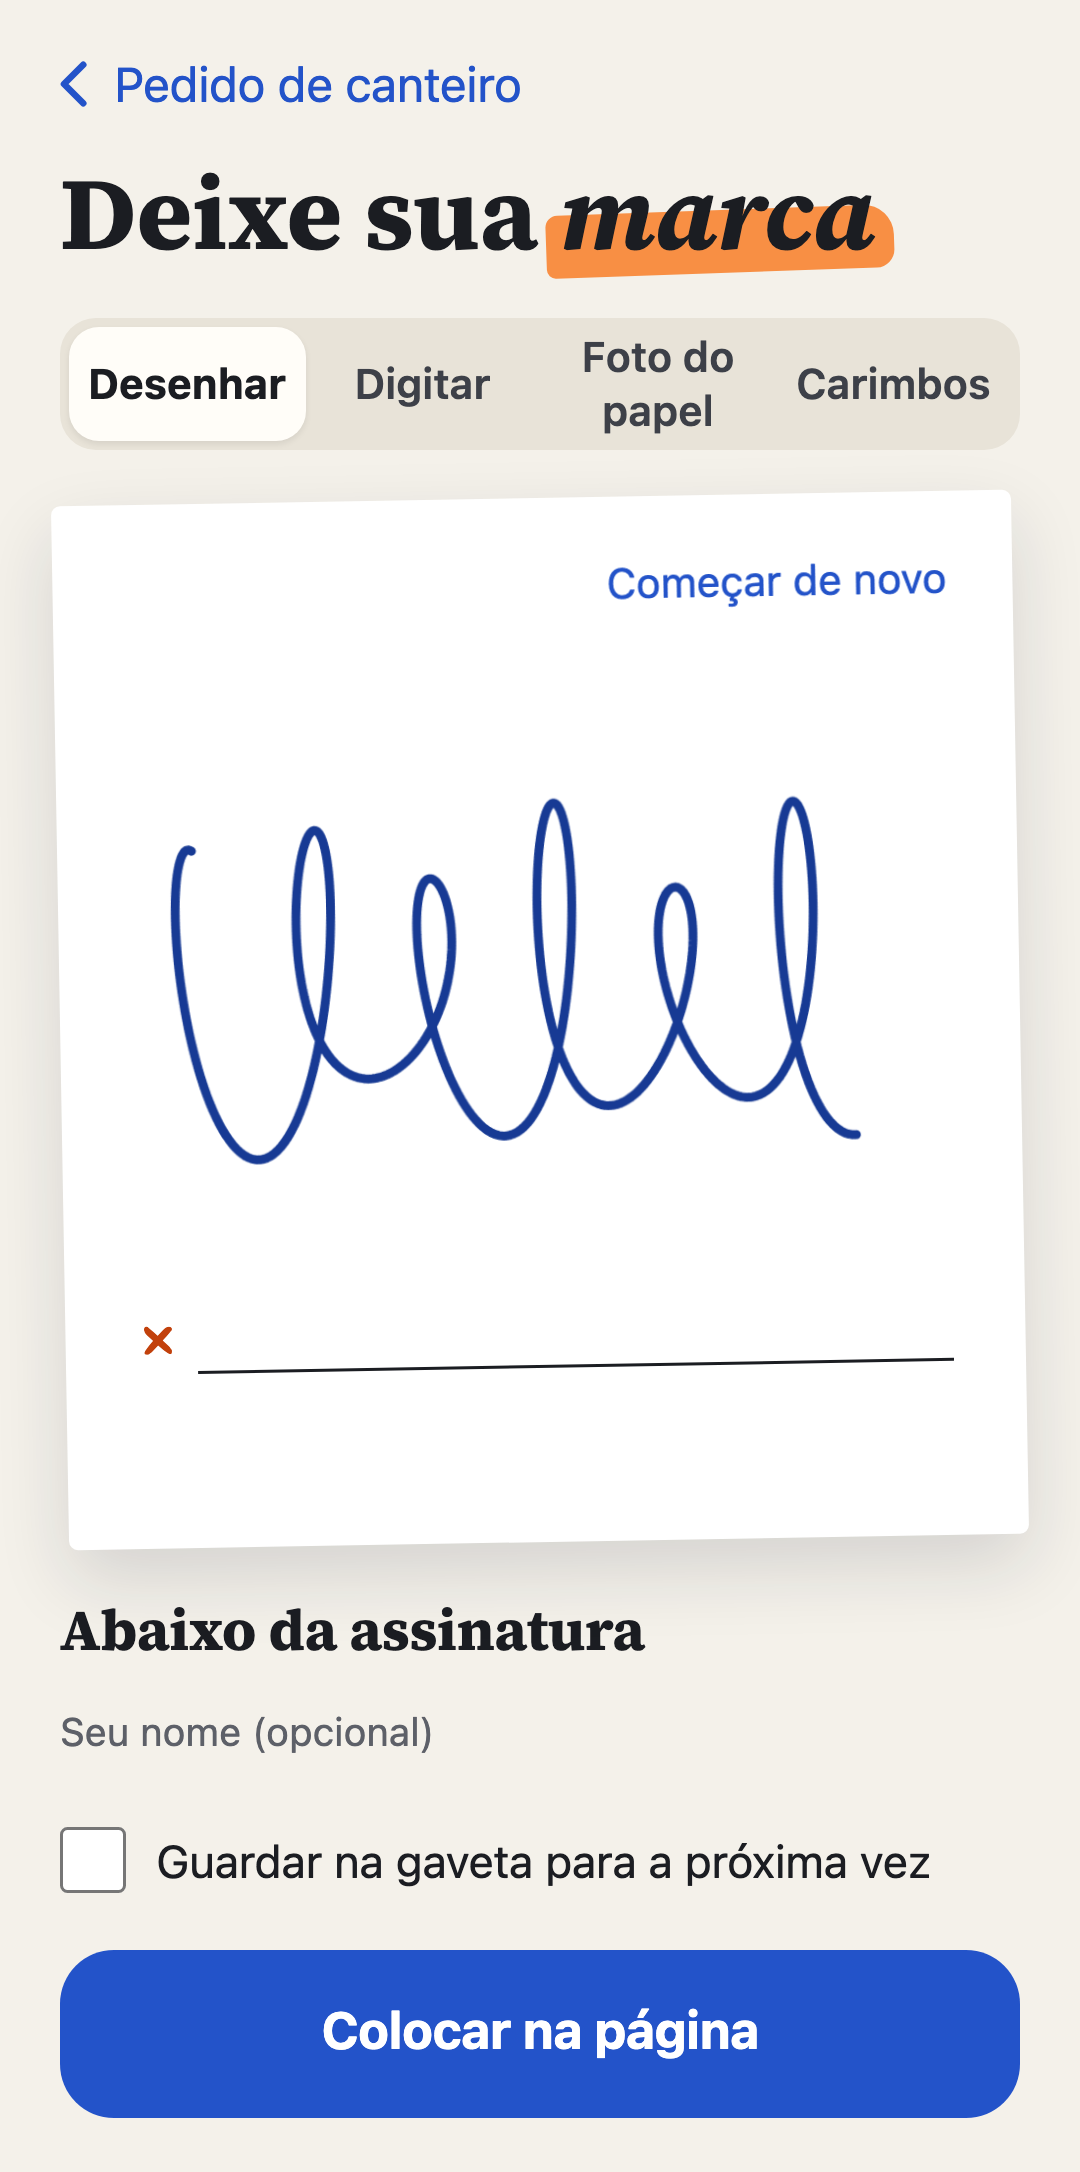 Pedido de canteiro
Deixe sua marca
Desenhar
Digitar
Foto do
papel
Carimbos
Começar de novo
Abaixo da assinatura
Seu nome (opcional)
Guardar na gaveta para a próxima vez
Colocar na página